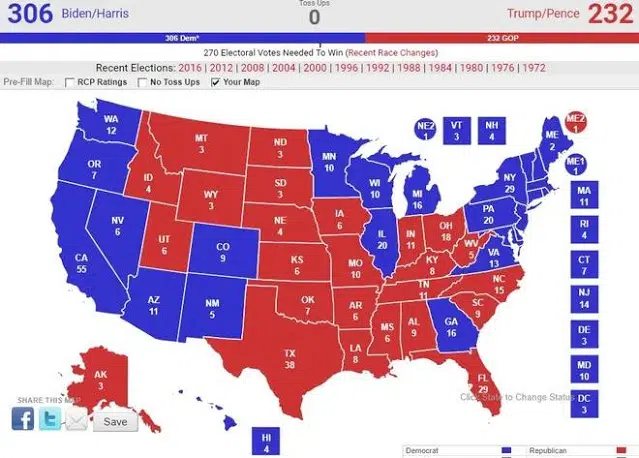 306 Biden/Harris
Toss Ups
0
Trump/Pence 232
306 Dem*
232 GOP
270 Electoral Votes Needed To Win (Recent Race Changes)
Recent Elections: 2016 | 2012 | 2008 | 2004 | 2000 | 1996 | 1992 | 1988 | 1984 | 1980 | 1976 | 1972
Pre-Fill Map: RCP Ratings No Toss Ups Your Map
WA
12
OR
7
CA
55
NV
6
ID
4
MT
3
WY
3
UT
6
AZ
11
CO
9
NM
5
ND
3
SD
3
NE
4
KS
6
OK
7
TX
38
MN
10
IA
6
MO
10
AR
6
LA
8
WI
10
IL
20
MI
16
IN
11
OH
18
KY
8
TN
11
MS
6
AL
9
GA
16
FL
29
SC
9
NC
15
VA
13
WV
5
PA
20
NY
29
ME
2
NE2
1
VT
3
NH
4
ME2
1
ME1
1
MA
11
RI
4
CT
7
NJ
14
DE
3
MD
10
DC
3
AK
3
HI
4
Click State to Change Status
SHARE THIS MAP
f t Save
Democrat Republican